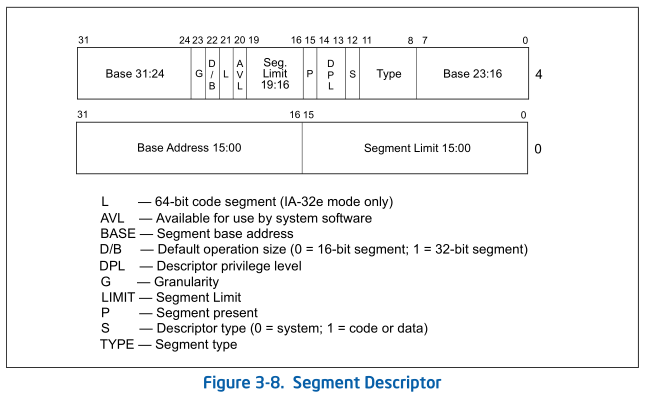 31 24 23 22 21 20 19 16 15 14 13 12 11 8 7 0
Base 31:24 G D/B L AVL Seg. Limit 19:16 P DPL S Type Base 23:16 4
31 16 15 0
Base Address 15:00 Segment Limit 15:00 0
L — 64-bit code segment (IA-32e mode only)
AVL — Available for use by system software
BASE — Segment base address
D/B — Default operation size (0 = 16-bit segment; 1 = 32-bit segment)
DPL — Descriptor privilege level
G — Granularity
LIMIT — Segment Limit
P — Segment present
S — Descriptor type (0 = system; 1 = code or data)
TYPE — Segment type
Figure 3-8. Segment Descriptor